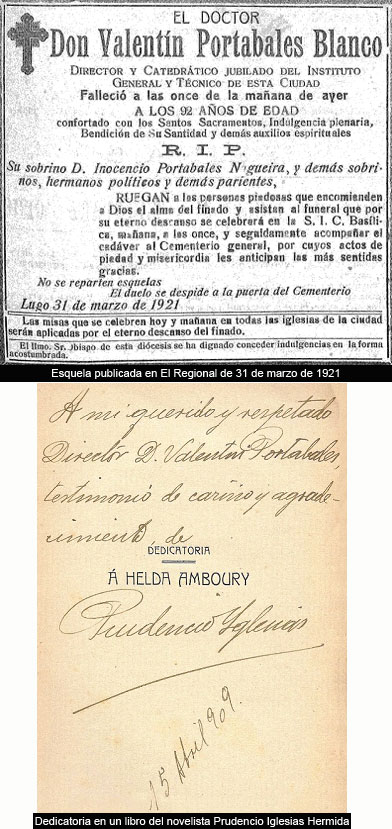 EL DOCTOR
Don Valentín Portabales Blanco
DIRECTOR Y CATEDRÁTICO JUBILADO DEL INSTITUTO
GENERAL Y TÉCNICO DE ESTA CIUDAD
Falleció a las once de la mañana de ayer
A LOS 92 AÑOS DE EDAD
confortado con los Santos Sacramentos, Indulgencia plenaria,
Bendición de Su Santidad y demás auxilios espirituales
R. I. P.
Su sobrino D. Inocencio Portabales Nogueira, y demás sobri-
nos, hermanos políticos y demás parientes,
RUEGAN a las personas piadosas que encomienden
a Dios el alma del finado y asistan al funeral que por
su eterno descanso se celebrará en la S. I. C. Basíli-
ca, mañana, a las once, y seguidamente acompañar el
cadáver al Cementerio general, por cuyos actos de
piedad y misericordia les anticipan las más sentidas
gracias.
No se reparten esquelas
El duelo se despide a la puerta del Cementerio
Lugo 31 de marzo de 1921
Las misas que se celebren hoy y mañana en todas las iglesias de la ciudad
serán aplicadas por el eterno descanso del finado.
El Ilmo. Sr. Obispo de esta diócesis se ha dignado conceder indulgencias en la forma
acostumbrada.
Esquela publicada en El Regional de 31 de marzo de 1921
A mi querido y respetado
Director D. Valentin Portabales,
testimonio de cariño y agrade-
cimiento, de
DEDICATORIA
Á HELDA AMBOURY
Prudencio Yglesias
15 Abril 909.
Dedicatoria en un libro del novelista Prudencio Iglesias Hermida